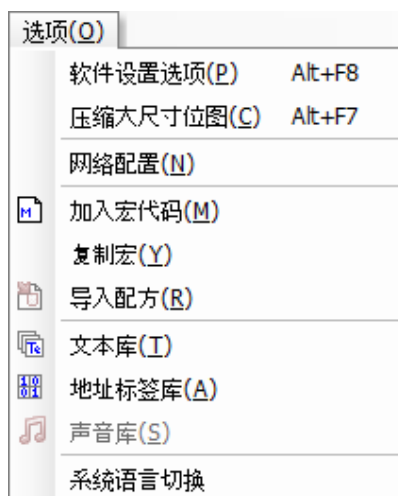 选项(O)
软件设置选项(P) Alt+F8
压缩大尺寸位图(C) Alt+F7
网络配置(N)
加入宏代码(M)
复制宏(Y)
导入配方(R)
文本库(T)
地址标签库(A)
声音库(S)
系统语言切换